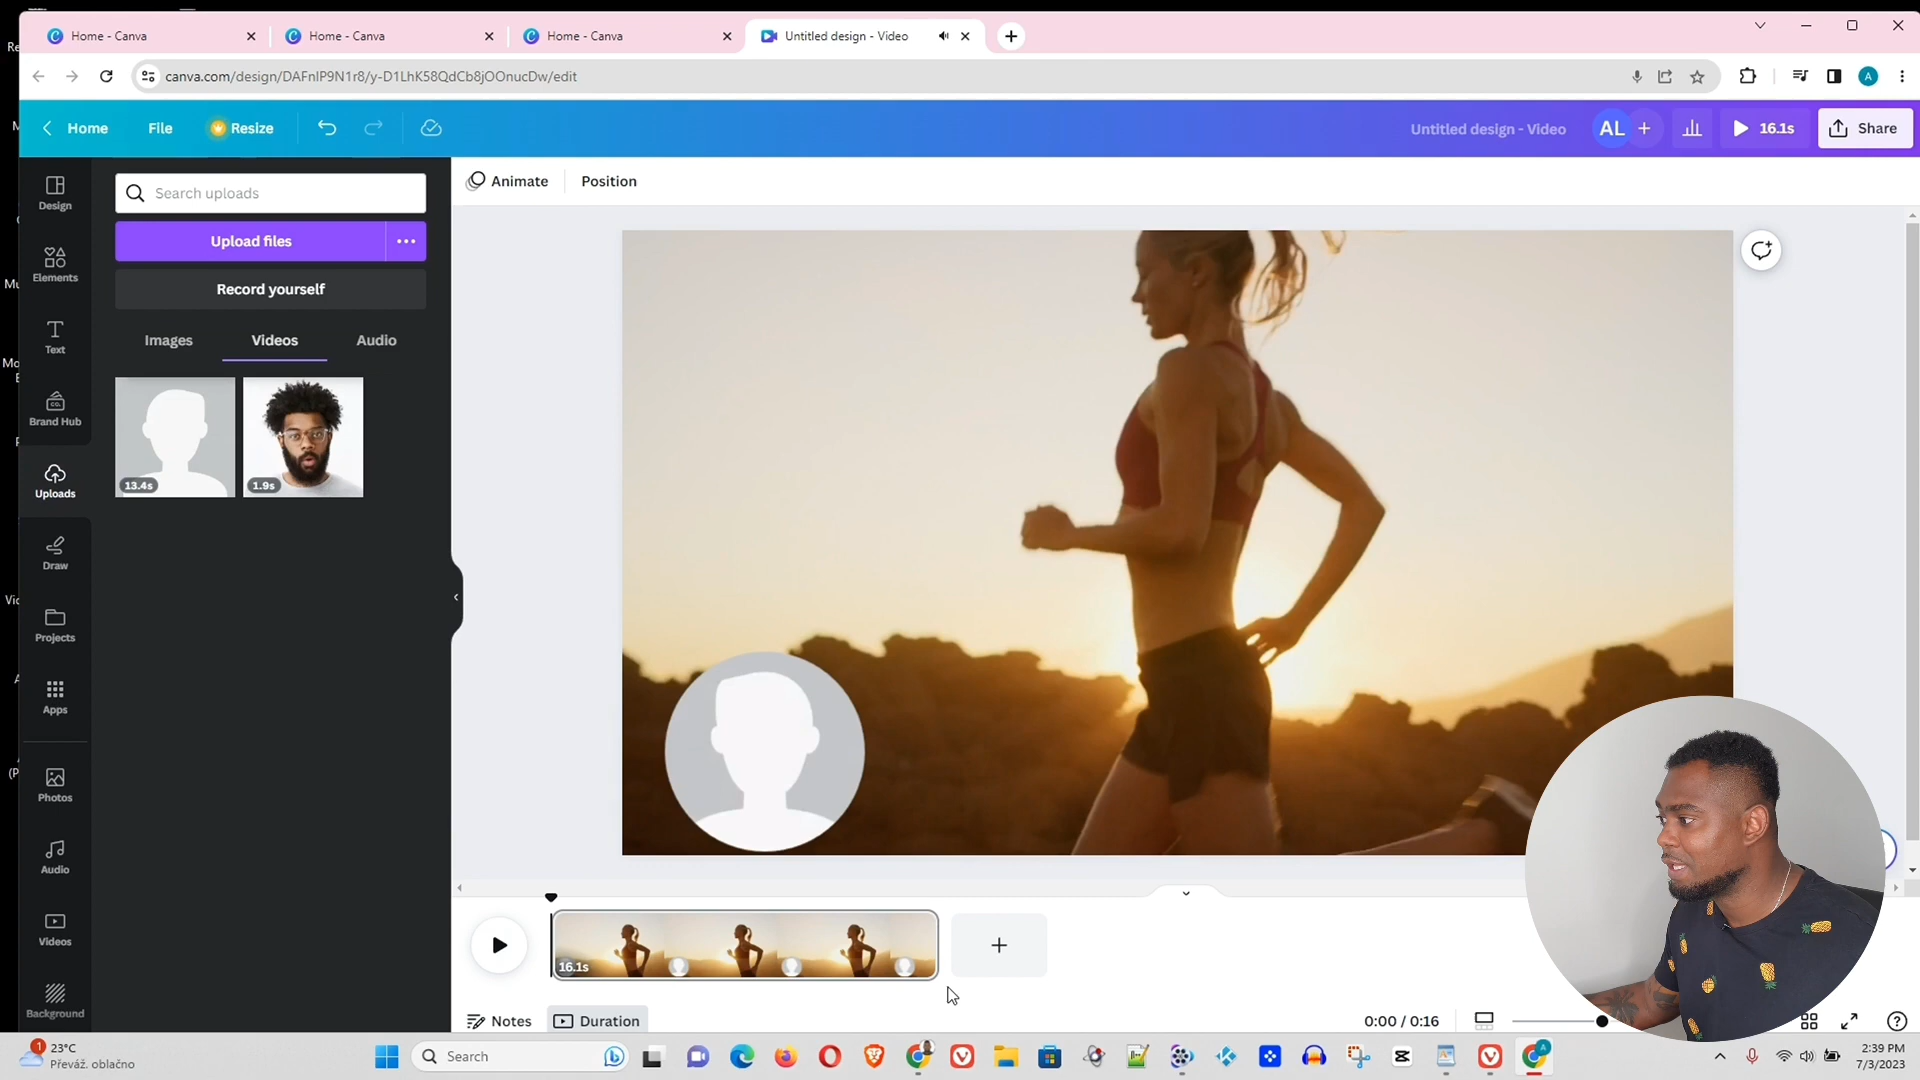 Home - Canva
Home - Canva
Home - Canva
Untitled design - Video
canva.com/design/DAFnlP9N1r8/y-D1LhK58QdCb8jOOnucDw/edit
A
Home
File
Resize
Untitled design - Video
AL
+
16.1s
Share
Design
Elements
Text
Brand Hub
Uploads
Draw
Projects
Apps
Photos
Audio
Videos
Background
Search uploads
Upload files
Record yourself
Images
Videos
Audio
13.4s
1.9s
Animate
Position
16.1s
Notes
Duration
0:00 / 0:16
1
23°C
Převáž. oblačno
Search
2:39 PM
7/3/2023